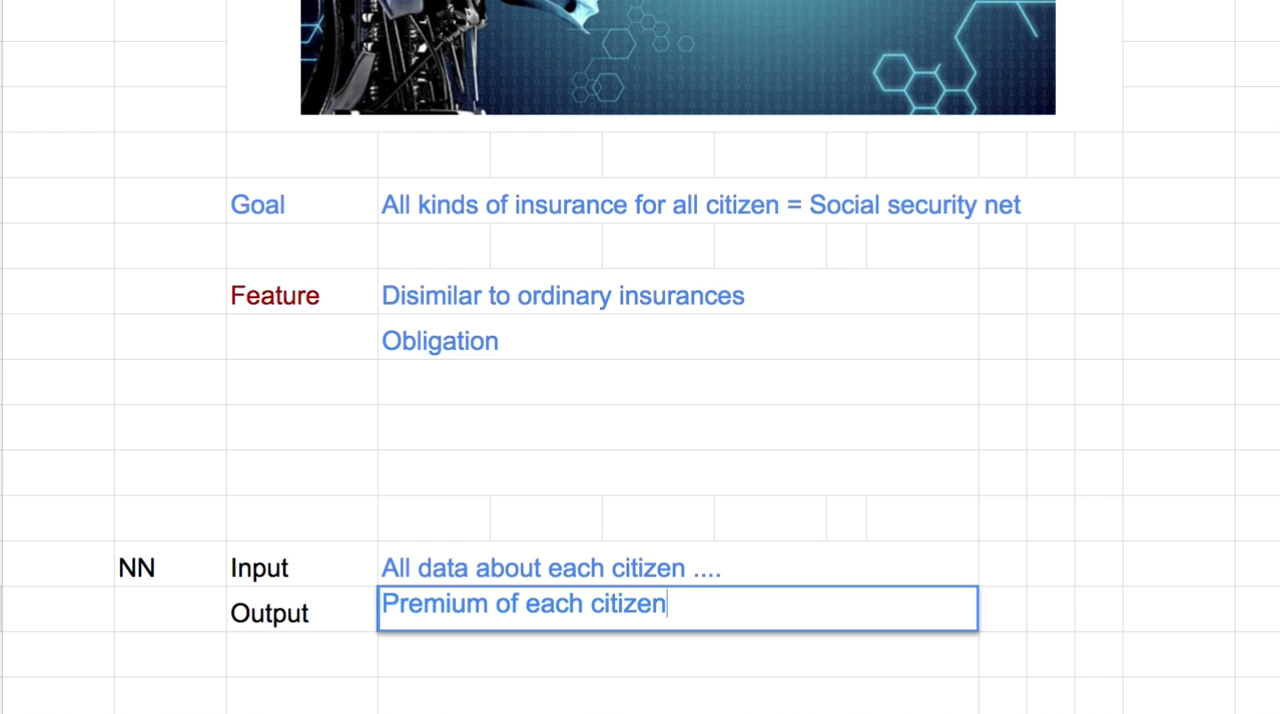 Goal All kinds of insurance for all citizen = Social security net
Feature Disimilar to ordinary insurances
Obligation
NN Input All data about each citizen ....
Output Premium of each citizen